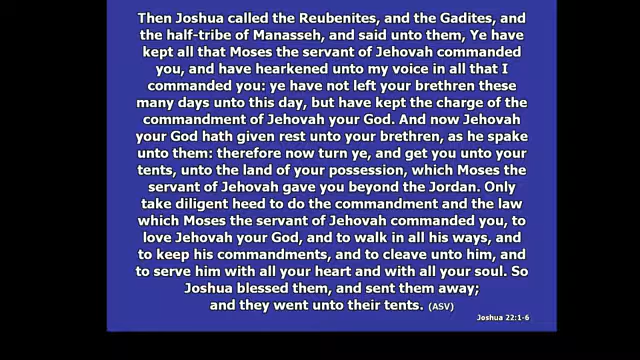 Then Joshua called the Reubenites, and the Gadites, and
the half-tribe of Manasseh, and said unto them, Ye have
kept all that Moses the servant of Jehovah commanded
you, and have hearkened unto my voice in all that I
commanded you: ye have not left your brethren these
many days unto this day, but have kept the charge of the
commandment of Jehovah your God. And now Jehovah
your God hath given rest unto your brethren, as he spake
unto them: therefore now turn ye, and get you unto your
tents, unto the land of your possession, which Moses the
servant of Jehovah gave you beyond the Jordan. Only
take diligent heed to do the commandment and the law
which Moses the servant of Jehovah commanded you, to
love Jehovah your God, and to walk in all his ways, and
to keep his commandments, and to cleave unto him, and
to serve him with all your heart and with all your soul. So
Joshua blessed them, and sent them away;
and they went unto their tents. (ASV)
Joshua 22:1-6